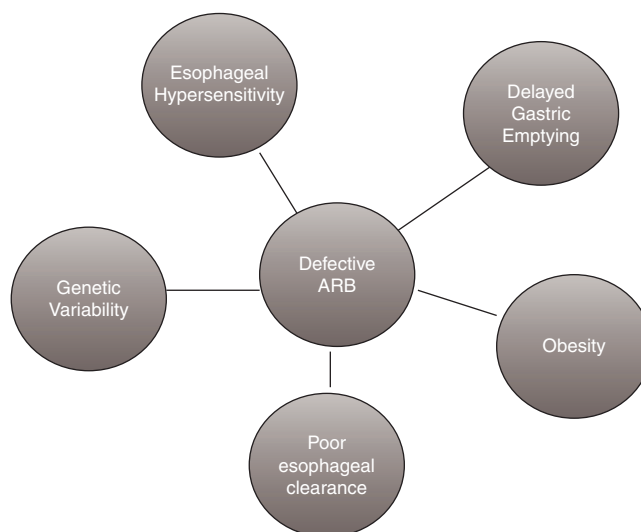 Esophageal
Hypersensitivity
Delayed
Gastric
Emptying
Genetic
Variability
Defective
ARB
Obesity
Poor
esophageal
clearance